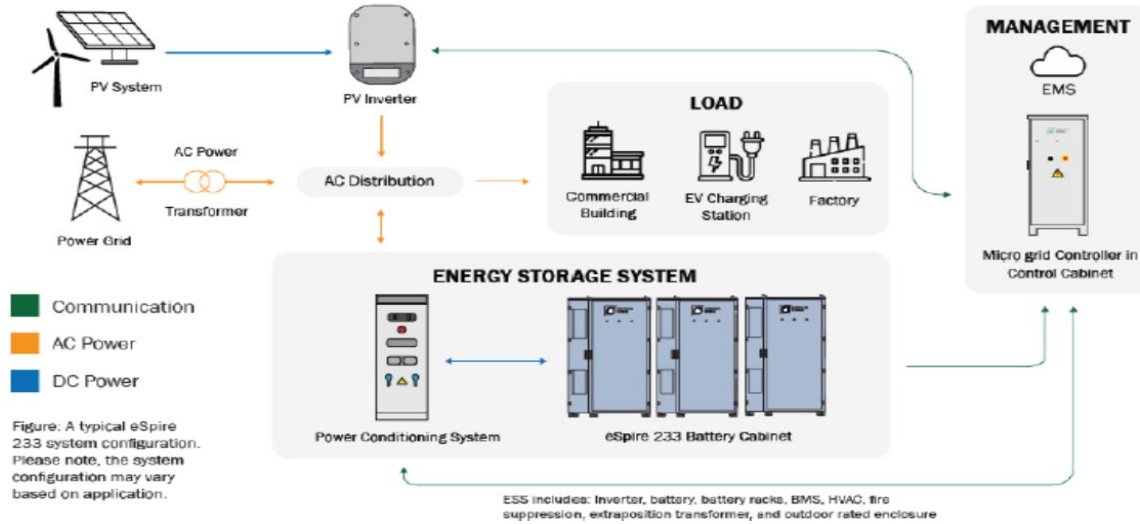 MANAGEMENT
EMS
Micro grid Controller in
Control Cabinet
PV System
PV Inverter
LOAD
Commercial
Building
EV Charging
Station
Factory
AC Power
Transformer
Power Grid
AC Distribution
ENERGY STORAGE SYSTEM
Power Conditioning System
eSpire 233 Battery Cabinet
Communication
AC Power
DC Power
Figure: A typical eSpire
233 system configuration.
Please note, the system
configuration may vary
based on application.
ESS includes: Inverter, battery, battery racks, BMS, HVAC, fire
suppression, extraposition transformer, and outdoor rated enclosure